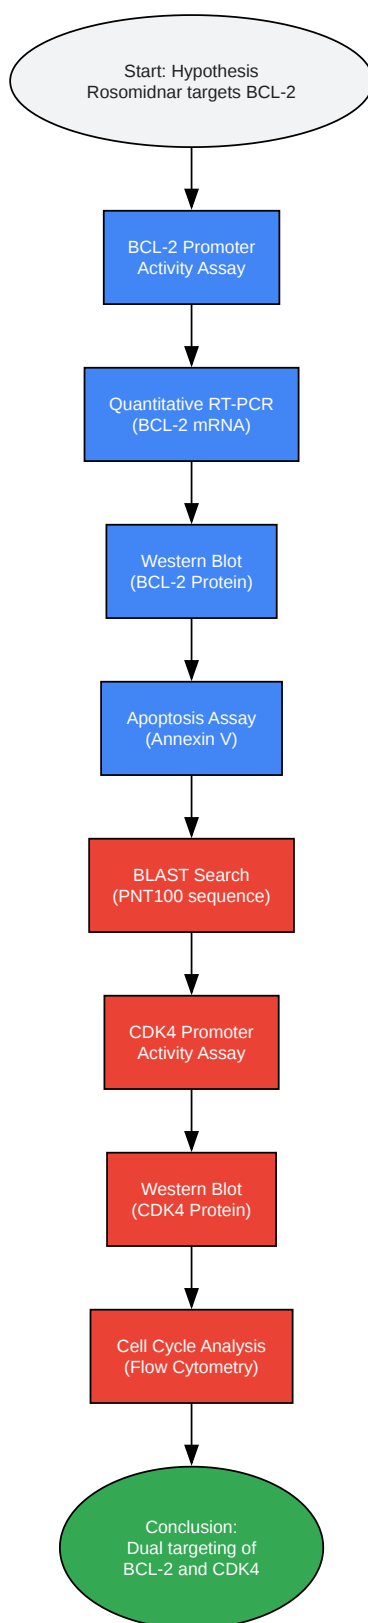 Start: Hypothesis
Rosomidnar targets BCL-2
BCL-2 Promoter
Activity Assay
Quantitative RT-PCR
(BCL-2 mRNA)
Western Blot
(BCL-2 Protein)
Apoptosis Assay
(Annexin V)
BLAST Search
(PNT100 sequence)
CDK4 Promoter
Activity Assay
Western Blot
(CDK4 Protein)
Cell Cycle Analysis
(Flow Cytometry)
Conclusion:
Dual targeting of
BCL-2 and CDK4